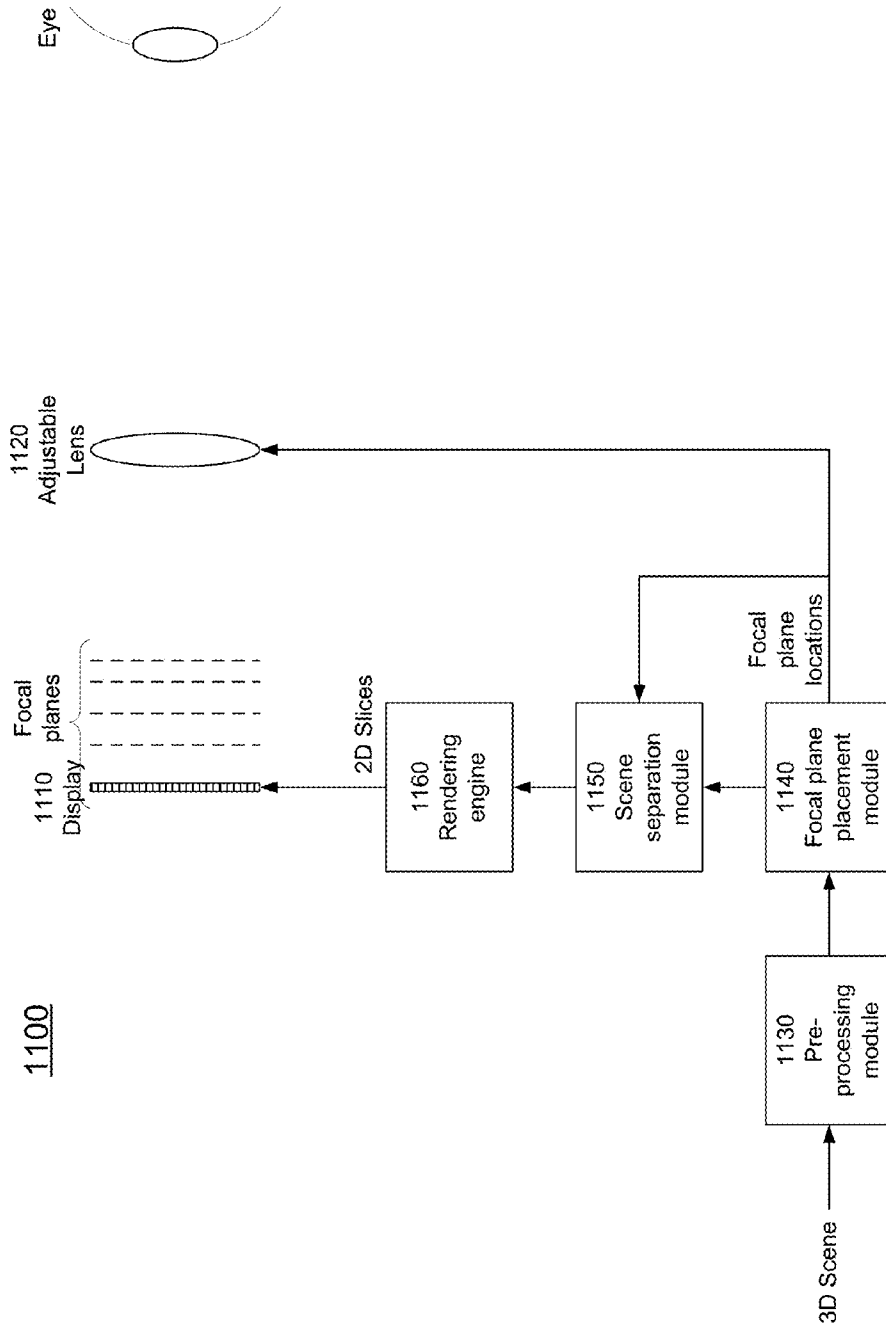 1100
1110
Display
Focal
planes
1120
Adjustable
Lens
Eye
2D Slices
1160
Rendering
engine
1150
Scene
separation
module
Focal
plane
locations
3D Scene
1130
Pre-
processing
module
1140
Focal plane
placement
module